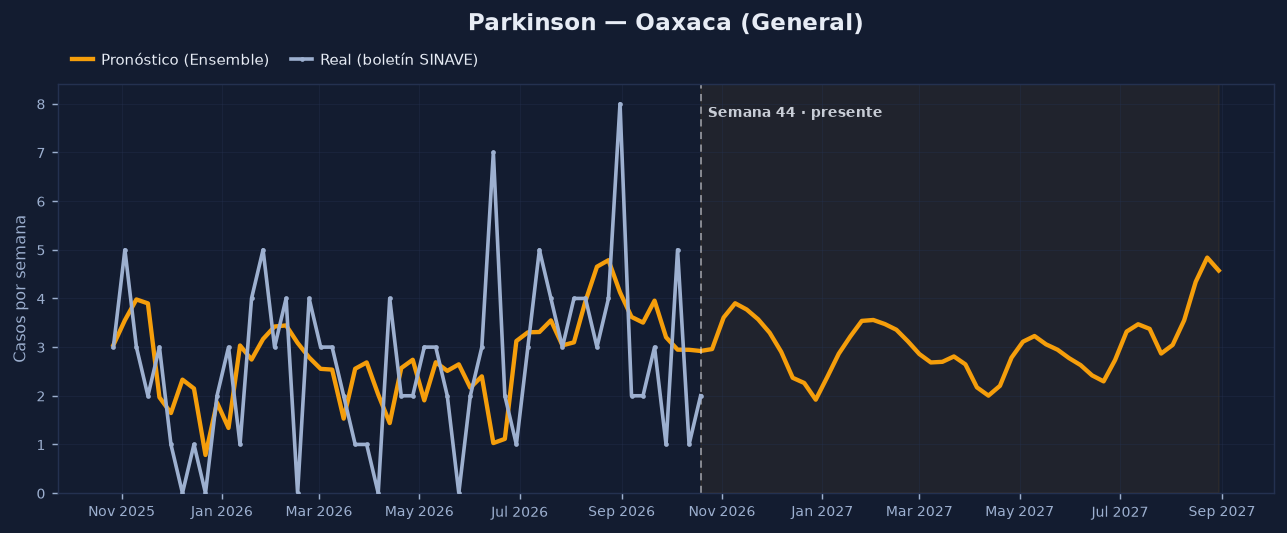 Parkinson — Oaxaca (General)
Pronóstico (Ensemble)
Real (boletín SINAVE)
Semana 44 · presente
Casos por semana
8
7
6
5
4
3
2
1
0
Nov 2025
Jan 2026
Mar 2026
May 2026
Jul 2026
Sep 2026
Nov 2026
Jan 2027
Mar 2027
May 2027
Jul 2027
Sep 2027